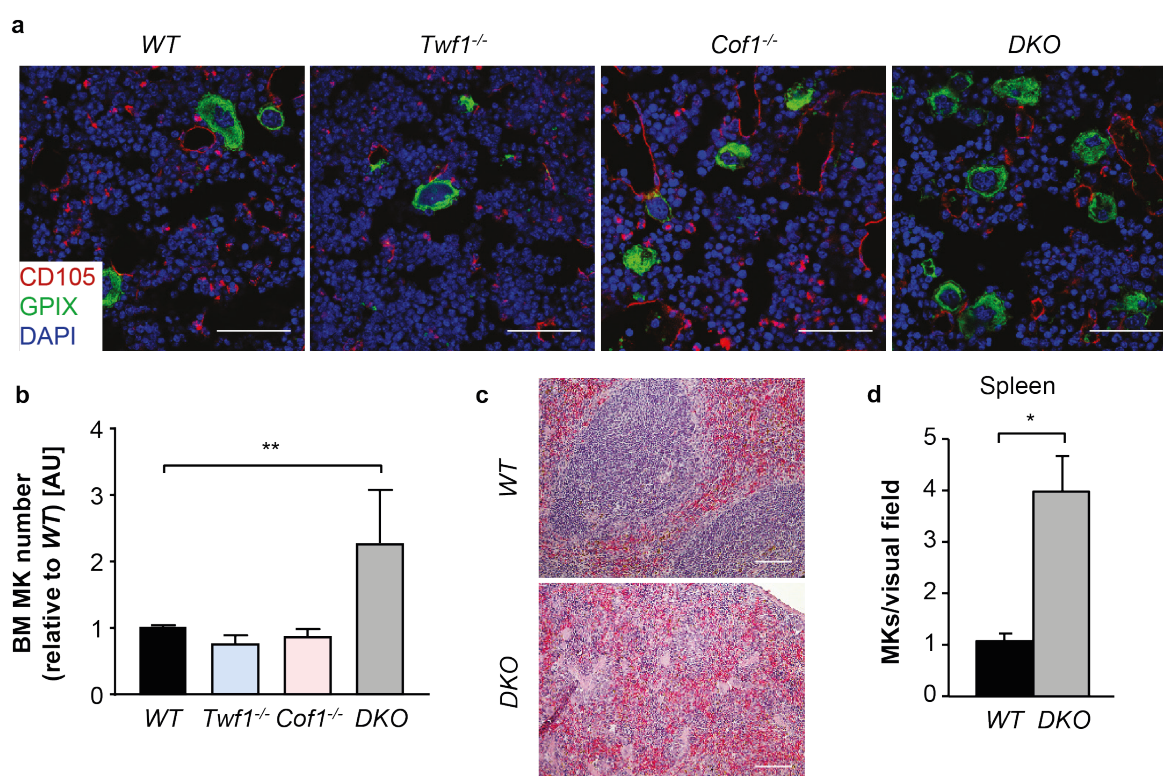 a
WT Twf1-/- Cof1-/- DKO
CD105
GPIX
DAPI
b
BM MK number
(relative to WT) [AU]
4
3
2
1
0
**
WT Twf1-/- Cof1-/- DKO
c
WT
DKO
d
Spleen
*
MKs/visual field
5
4
3
2
1
0
WT DKO